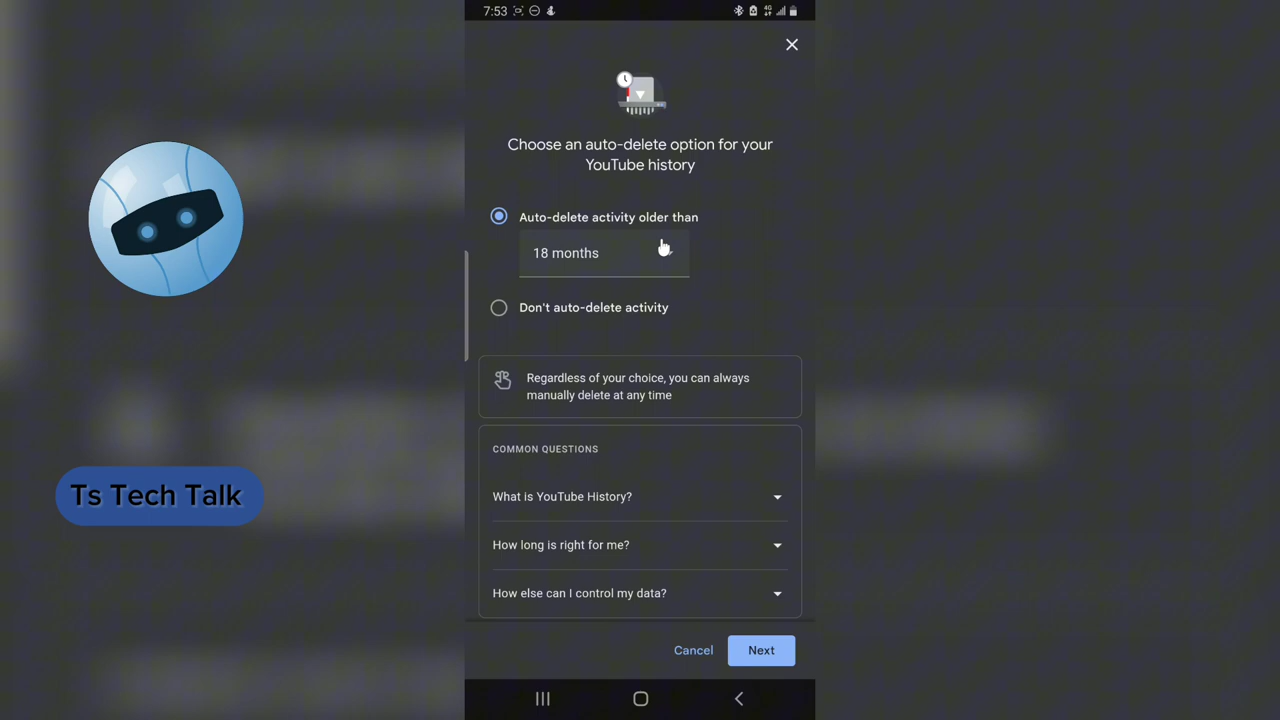 7:53
4G
Choose an auto-delete option for your
YouTube history
Auto-delete activity older than
18 months
Don't auto-delete activity
Regardless of your choice, you can always
manually delete at any time
COMMON QUESTIONS
What is YouTube History?
How long is right for me?
How else can I control my data?
Cancel
Next
Ts Tech Talk